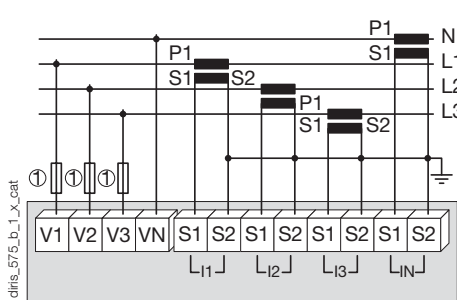 P1 N
S1 L1
P1
S1 S2 L2
P1
S1 S2 L3
① ① ①
V1 V2 V3 VN S1 S2 S1 S2 S1 S2 S1 S2
I1 I2 I3 IN
diris_575_b_1_x_cat